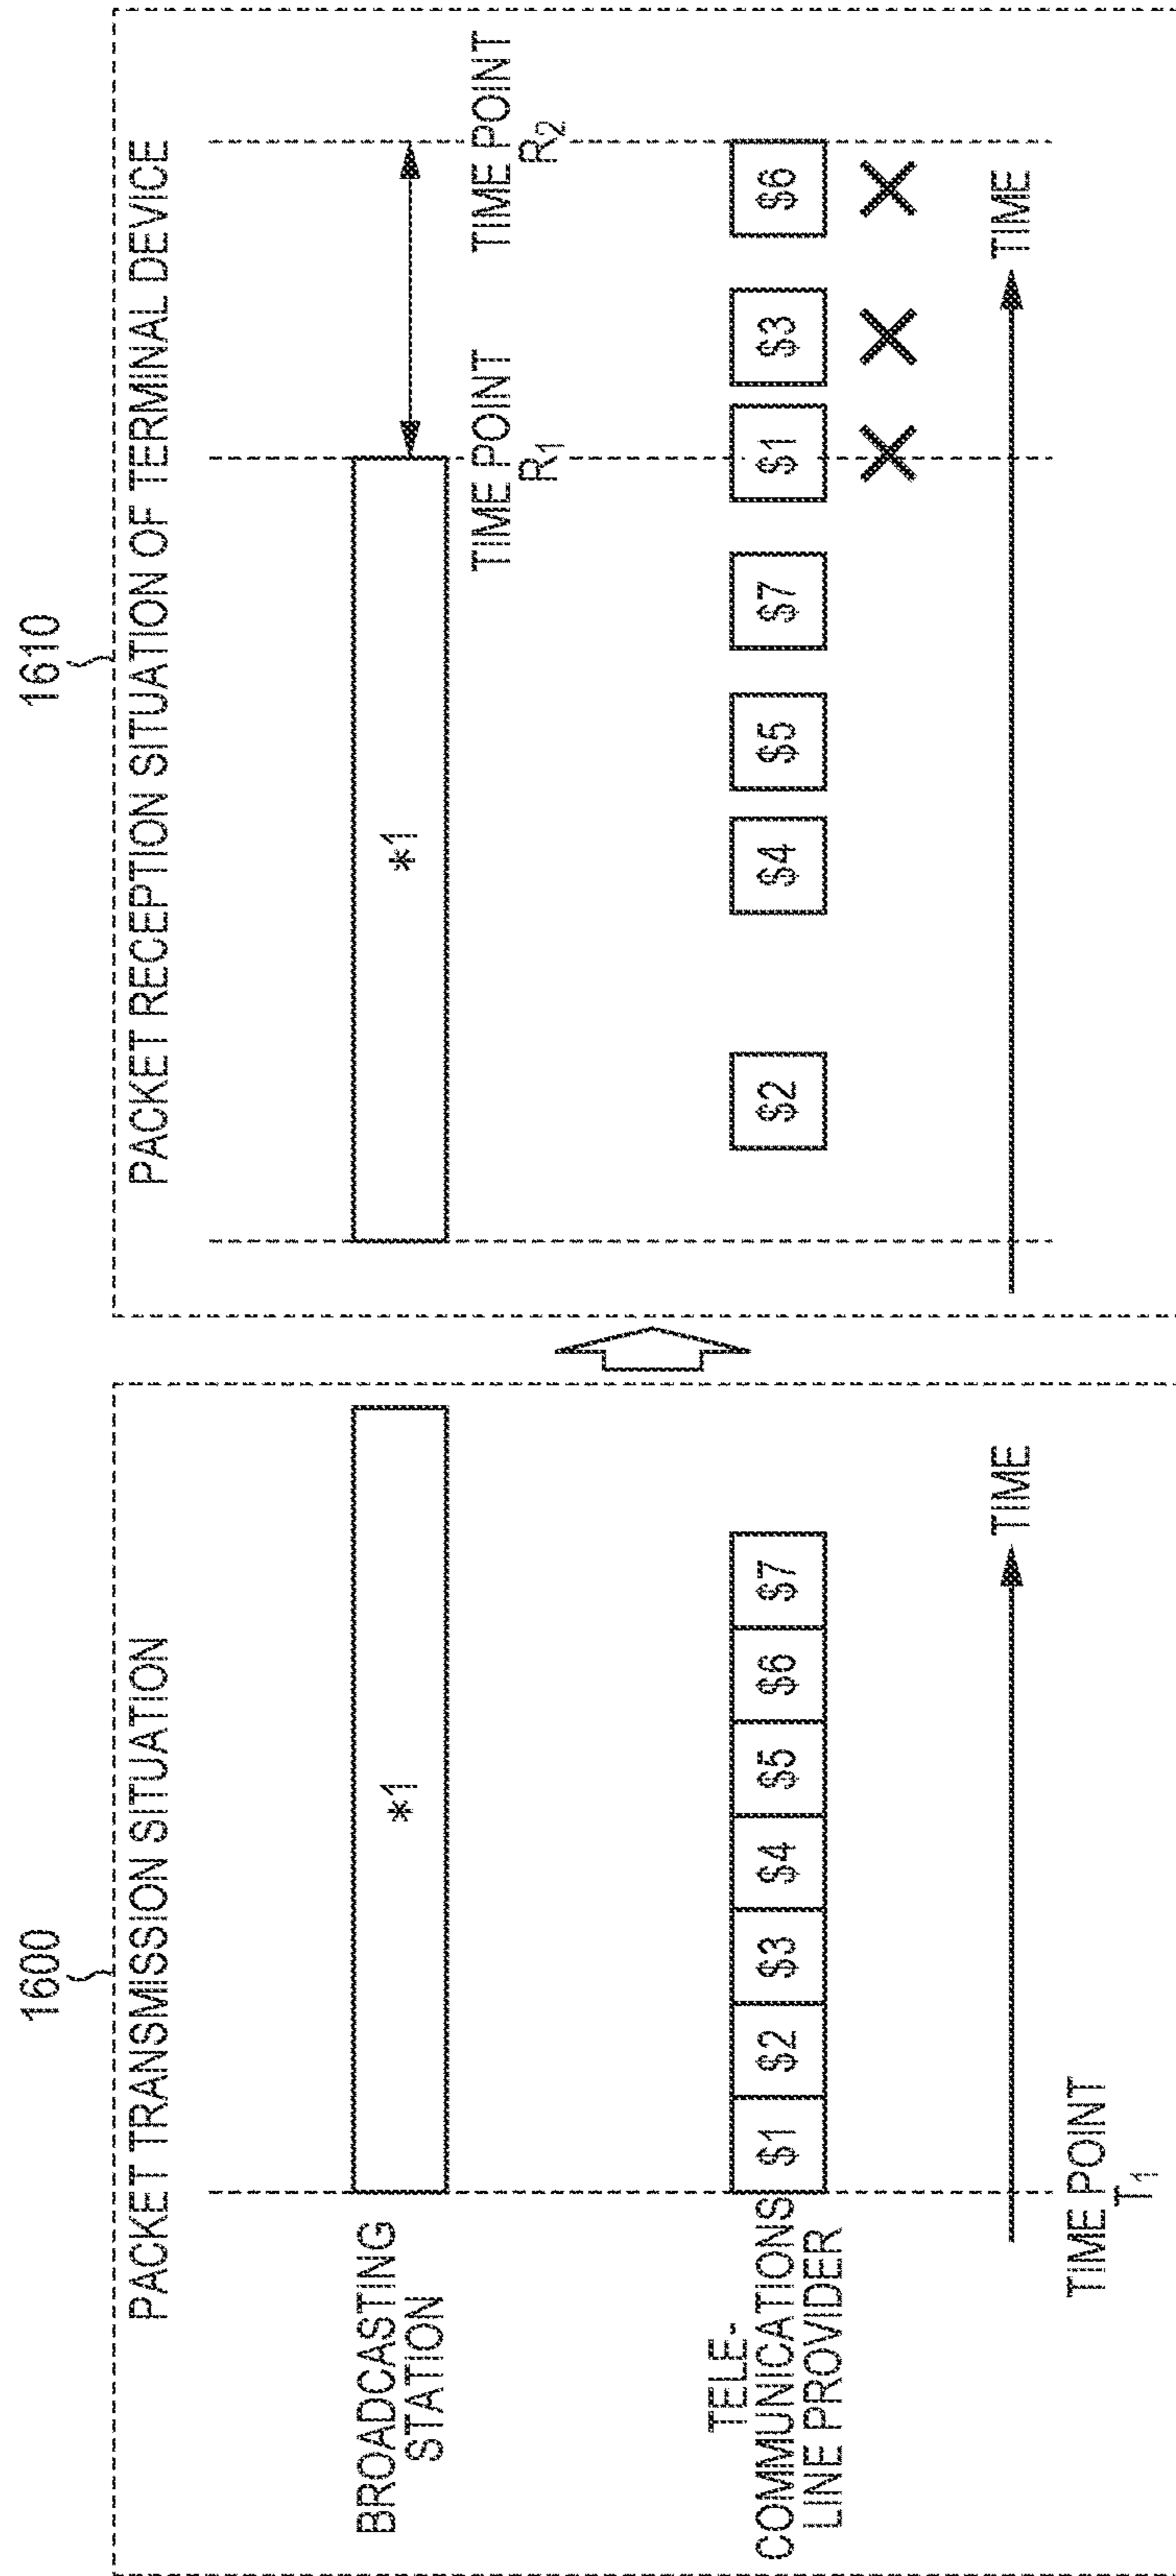 1600
PACKET TRANSMISSION SITUATION
BROADCASTING
STATION
*1
TELE-
COMMUNICATIONS
LINE PROVIDER
$1
$2
$3
$4
$5
$6
$7
TIME
TIME POINT
T1
1610
PACKET RECEPTION SITUATION OF TERMINAL DEVICE
*1
TIME POINT
R1
TIME POINT
R2
$2
$4
$5
$7
$1
$3
$6
TIME